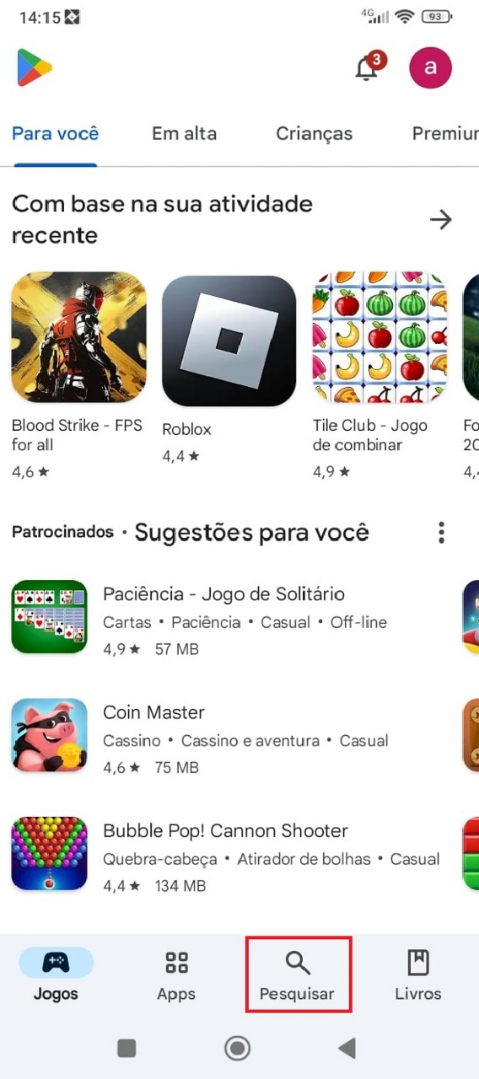 14:15
4G
93
3
a
Para você
Em alta
Crianças
Premiur
Com base na sua atividade
recente
Blood Strike - FPS
for all
4,6 ★
Roblox
4,4 ★
Tile Club - Jogo
de combinar
4,9 ★
Fo
20
4,4
Patrocinados • Sugestões para você
Paciência - Jogo de Solitário
Cartas • Paciência • Casual • Off-line
4,9 ★ 57 MB
Coin Master
Cassino • Cassino e aventura • Casual
4,6 ★ 75 MB
Bubble Pop! Cannon Shooter
Quebra-cabeça • Atirador de bolhas • Casual
4,4 ★ 134 MB
Jogos
Apps
Pesquisar
Livros